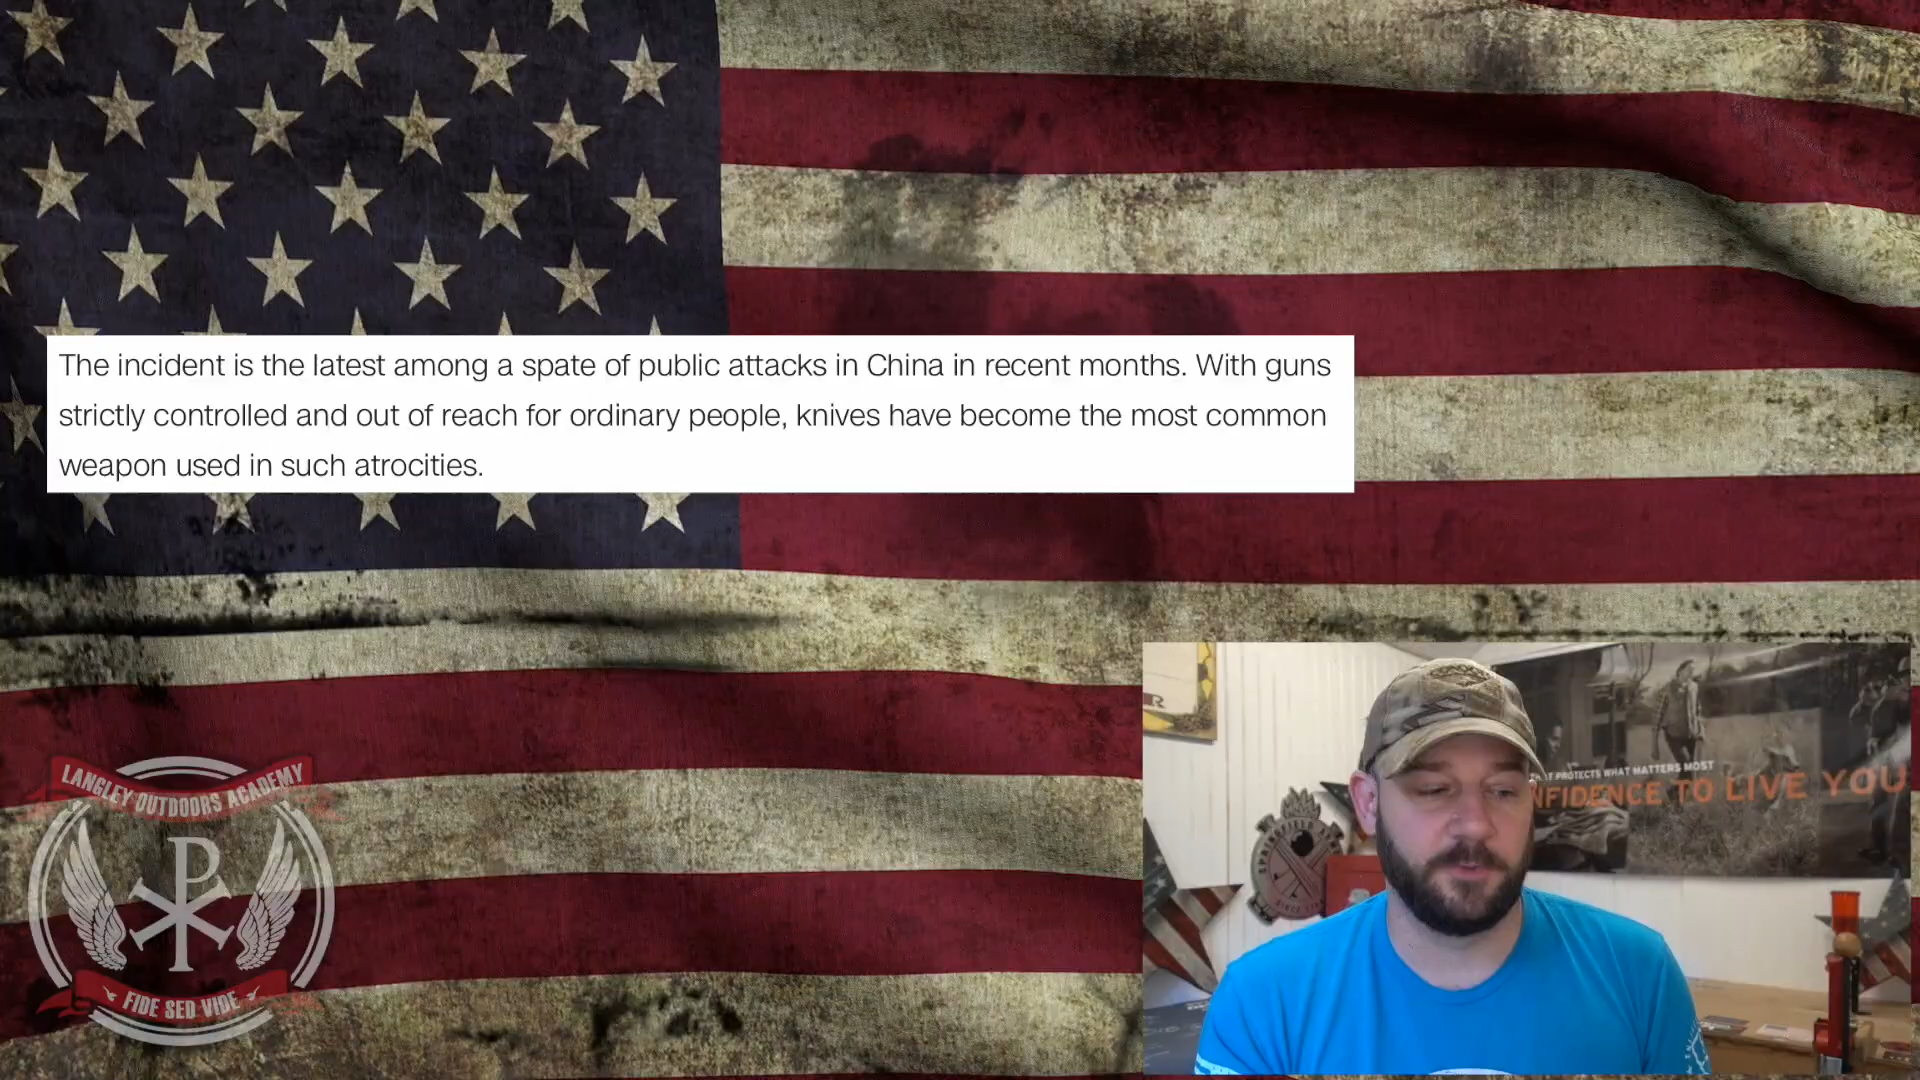 The incident is the latest among a spate of public attacks in China in recent months. With guns
strictly controlled and out of reach for ordinary people, knives have become the most common
weapon used in such atrocities.
LANGLEY OUTDOORS ACADEMY
FIDE SED VIDE
PROTECTS WHAT MATTERS MOST
TO LIVE YOU